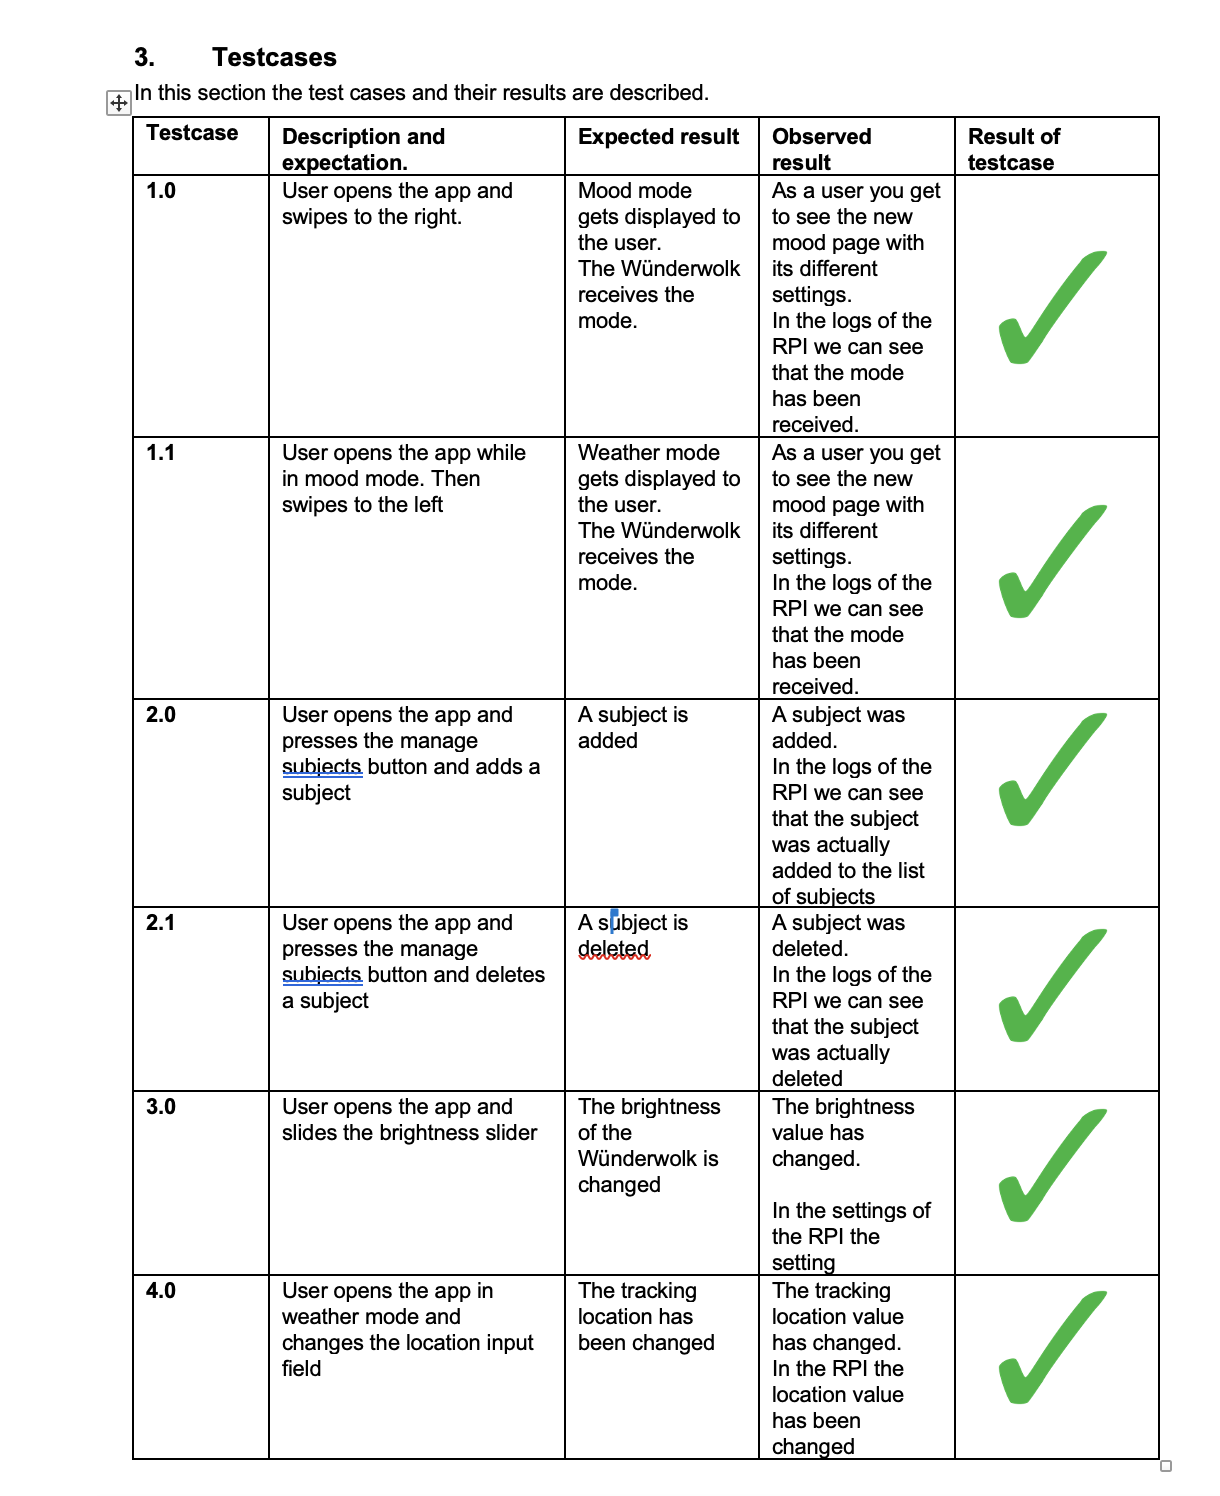 3. Testcases
In this section the test cases and their results are described.
Testcase
Description and
expectation.
Expected result
Observed
result
Result of
testcase
1.0
User opens the app and
swipes to the right.
Mood mode
gets displayed to
the user.
The Wünderwolk
receives the
mode.
As a user you get
to see the new
mood page with
its different
settings.
In the logs of the
RPI we can see
that the mode
has been
received.
1.1
User opens the app while
in mood mode. Then
swipes to the left
Weather mode
gets displayed to
the user.
The Wünderwolk
receives the
mode.
As a user you get
to see the new
mood page with
its different
settings.
In the logs of the
RPI we can see
that the mode
has been
received.
2.0
User opens the app and
presses the manage
subjects button and adds a
subject
A subject is
added
A subject was
added.
In the logs of the
RPI we can see
that the subject
was actually
added to the list
of subjects
2.1
User opens the app and
presses the manage
subjects button and deletes
a subject
A subject is
deleted
A subject was
deleted.
In the logs of the
RPI we can see
that the subject
was actually
deleted
3.0
User opens the app and
slides the brightness slider
The brightness
of the
Wünderwolk is
changed
The brightness
value has
changed.
In the settings of
the RPI the
setting
4.0
User opens the app in
weather mode and
changes the location input
field
The tracking
location has
been changed
The tracking
location value
has changed.
In the RPI the
location value
has been
changed